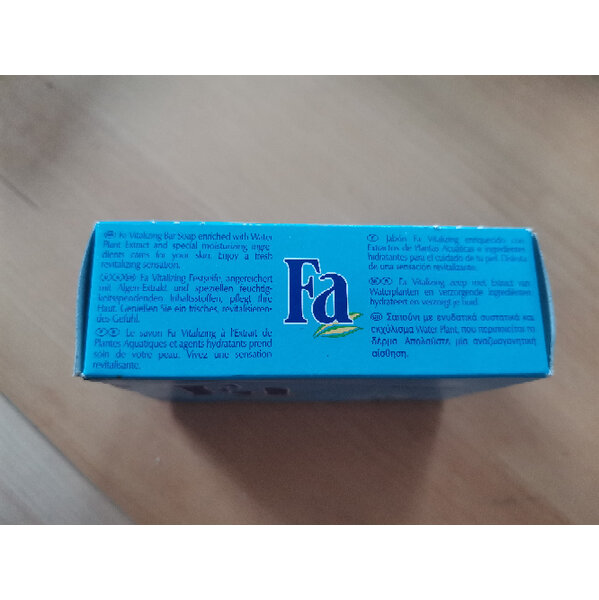 Fa Vitalizing Bar Soap enriched with Water
Plant Extract and special moisturizing ingre-
dients cares for your skin. Enjoy a fresh
revitalizing sensation.
Fa Vitalizing Festseife angereichert
mit Algen-Extrakt und speziellen feuchtig-
keitsspendenden Inhaltsstoffen, pflegt Ihre
Haut. Genießen Sie ein frisches, revitalisieren-
des Gefühl.
Le savon Fa Vitalizing à l'Extrait de
Plantes Aquatiques et agents hydratants prend
soin de votre peau. Vivez une sensation
revitalisante.
Fa
Jabón Fa Vitalizing enriquecido con
Extractos de Plantas Acuáticas e ingredientes
hidratantes para el cuidado de tu piel. Disfruta
de una sensación revitalizante.
Fa Vitalizing zeep met Extract van
Waterplanten en verzorgende ingrediënten
hydrateert en verzorgt je huid.
Σαπούνι με ενυδατικά συστατικά και
εκχύλισμα Water Plant, που περιποιείται το
δέρμα. Απολαύστε, μία αναζωογονητική
αίσθηση.